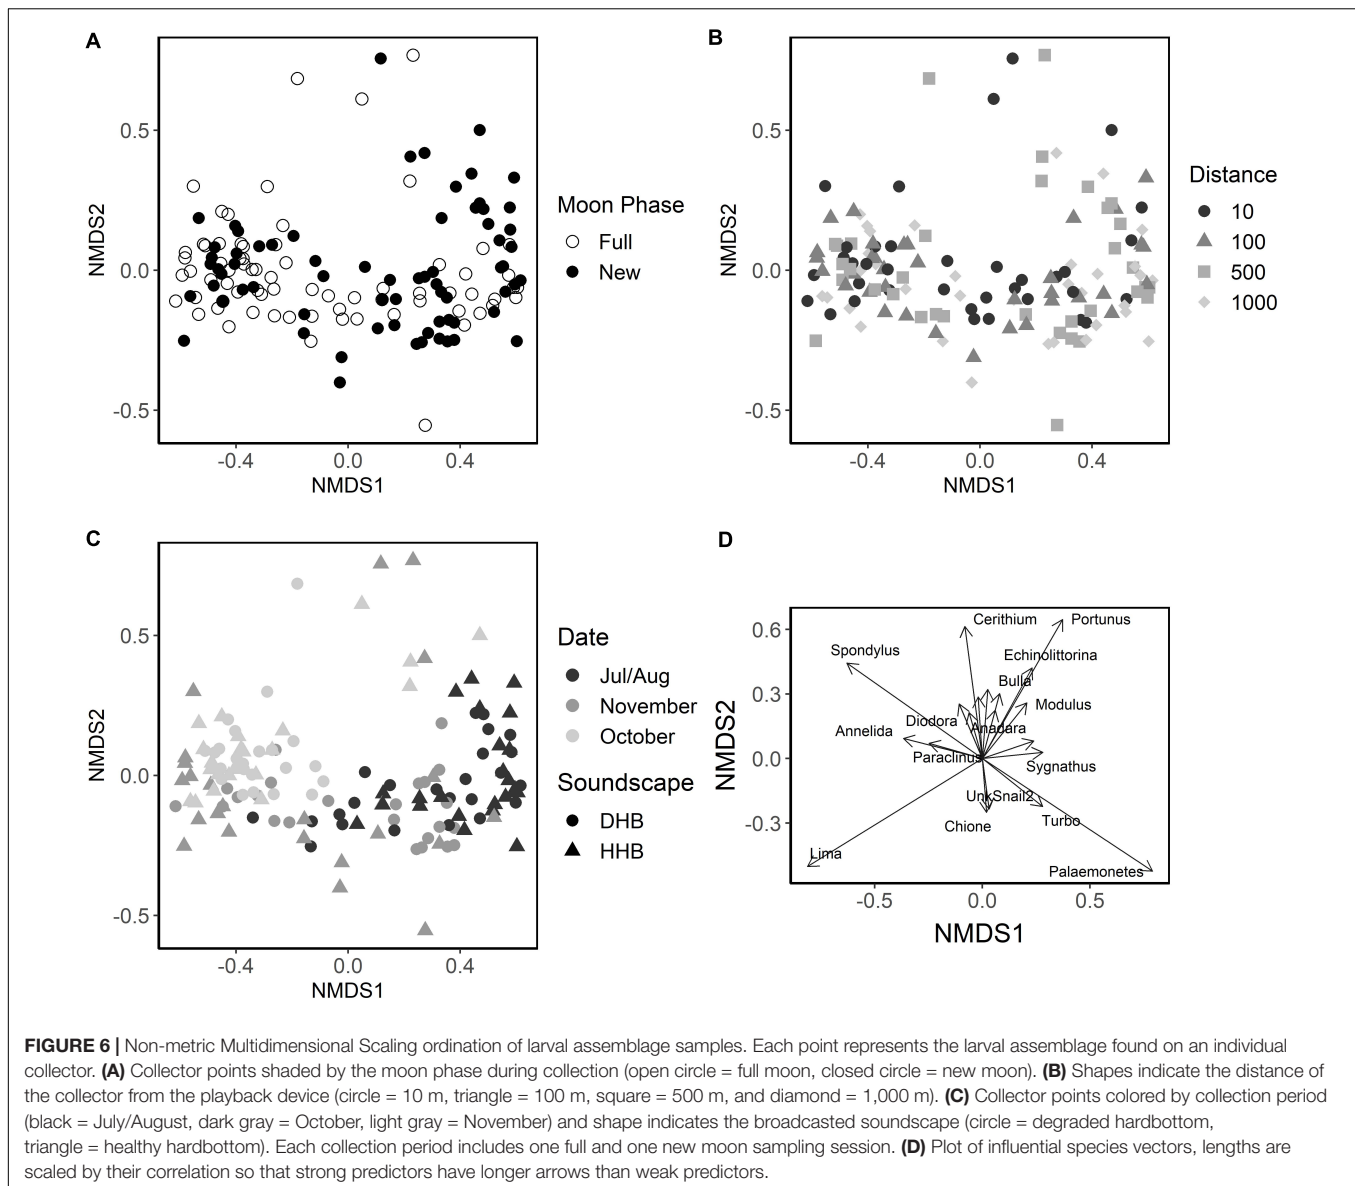 A
0.5
0.0
-0.5
NMDS2
-0.4 0.0 0.4
NMDS1
Moon Phase
Full
New
B
0.5
0.0
-0.5
NMDS2
-0.4 0.0 0.4
NMDS1
Distance
10
100
500
1000
C
0.5
0.0
-0.5
NMDS2
-0.4 0.0 0.4
NMDS1
Date
Jul/Aug
November
October
Soundscape
DHB
HHB
D
0.6
0.3
0.0
-0.3
NMDS2
Cerithium Portunus
Spondylus
Echinolittorina
Bulla
Modulus
Diodora
Anadara
Annelida
Paraclinus
Sygnathus
UnkSnail2
Turbo
Chione
Lima
Palaemonetes
-0.5 0.0 0.5
NMDS1
FIGURE 6 | Non-metric Multidimensional Scaling ordination of larval assemblage samples. Each point represents the larval assemblage found on an individual
collector. (A) Collector points shaded by the moon phase during collection (open circle = full moon, closed circle = new moon). (B) Shapes indicate the distance of
the collector from the playback device (circle = 10 m, triangle = 100 m, square = 500 m, and diamond = 1,000 m). (C) Collector points colored by collection period
(black = July/August, dark gray = October, light gray = November) and shape indicates the broadcasted soundscape (circle = degraded hardbottom,
triangle = healthy hardbottom). Each collection period includes one full and one new moon sampling session. (D) Plot of influential species vectors, lengths are
scaled by their correlation so that strong predictors have longer arrows than weak predictors.